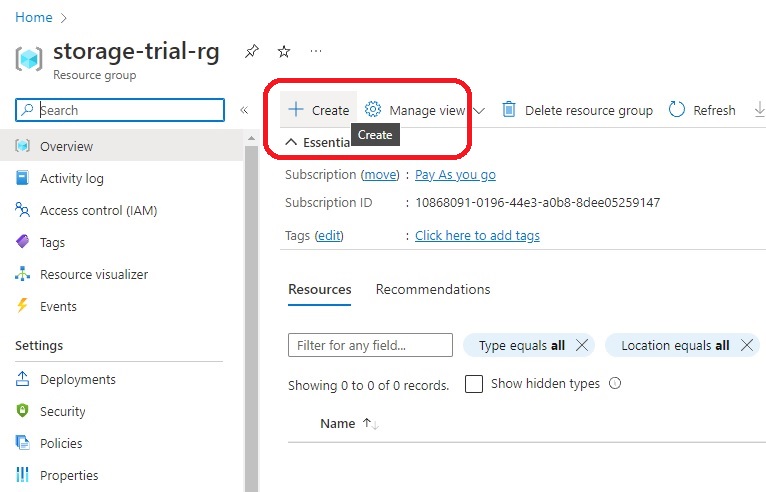 Home
storage-trial-rg
Resource group
Search
Overview
Activity log
Access control (IAM)
Tags
Resource visualizer
Events
Settings
Deployments
Security
Policies
Properties
Create Manage view Delete resource group Refresh
Create
Essentia
Subscription (move) : Pay As you go
Subscription ID : 10868091-0196-44e3-a0b8-8dee05259147
Tags (edit) : Click here to add tags
Resources Recommendations
Filter for any field... Type equals all Location equals all
Showing 0 to 0 of 0 records. Show hidden types
Name